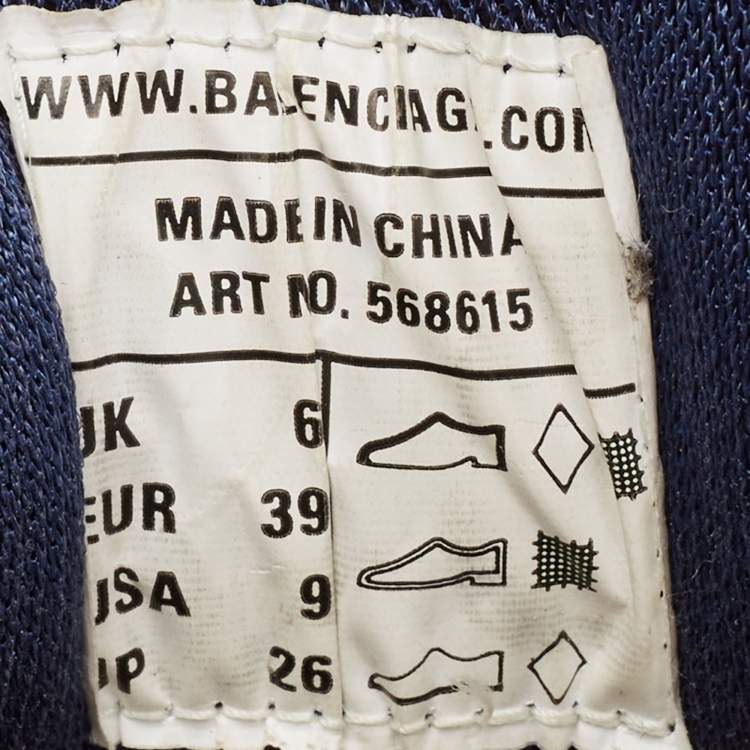 WWW.BALENCIAGA.COM
MADE IN CHINA
ART NO. 568615
UK 6
EUR 39
USA 9
JP 26